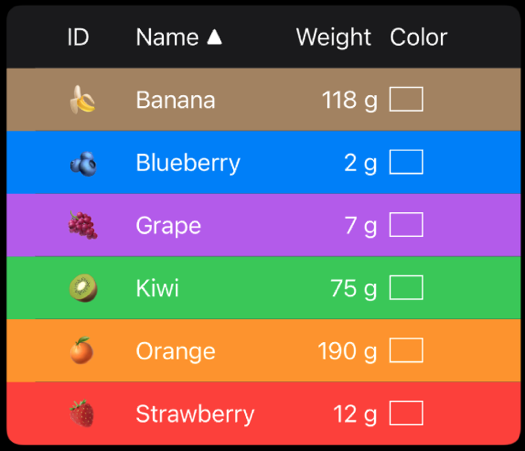 ID Name ▲ Weight Color
🍌 Banana 118 g
🫐 Blueberry 2 g
🍇 Grape 7 g
🥝 Kiwi 75 g
🍊 Orange 190 g
🍓 Strawberry 12 g